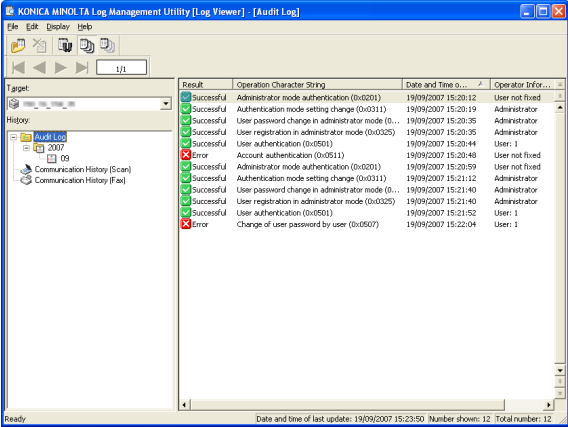 KONICA MINOLTA Log Management Utility [Log Viewer] - [Audit Log]
File Edit Display Help
1/1
Target:
History:
Audit Log
2007
09
Communication History (Scan)
Communication History (Fax)
Result Operation Character String Date and Time o... Operator Infor...
Successful Administrator mode authentication (0x0201) 19/09/2007 15:20:12 User not fixed
Successful Authentication mode setting change (0x0311) 19/09/2007 15:20:19 Administrator
Successful User password change in administrator mode (0... 19/09/2007 15:20:35 Administrator
Successful User registration in administrator mode (0x0325) 19/09/2007 15:20:35 Administrator
Successful User authentication (0x0501) 19/09/2007 15:20:44 User: 1
Error Account authentication (0x0511) 19/09/2007 15:20:48 User not fixed
Successful Administrator mode authentication (0x0201) 19/09/2007 15:20:59 User not fixed
Successful Authentication mode setting change (0x0311) 19/09/2007 15:21:12 Administrator
Successful User password change in administrator mode (0... 19/09/2007 15:21:40 Administrator
Successful User registration in administrator mode (0x0325) 19/09/2007 15:21:40 Administrator
Successful User authentication (0x0501) 19/09/2007 15:21:52 User: 1
Error Change of user password by user (0x0507) 19/09/2007 15:22:04 User: 1
Ready Date and time of last update: 19/09/2007 15:23:50 Number shown: 12 Total number: 12